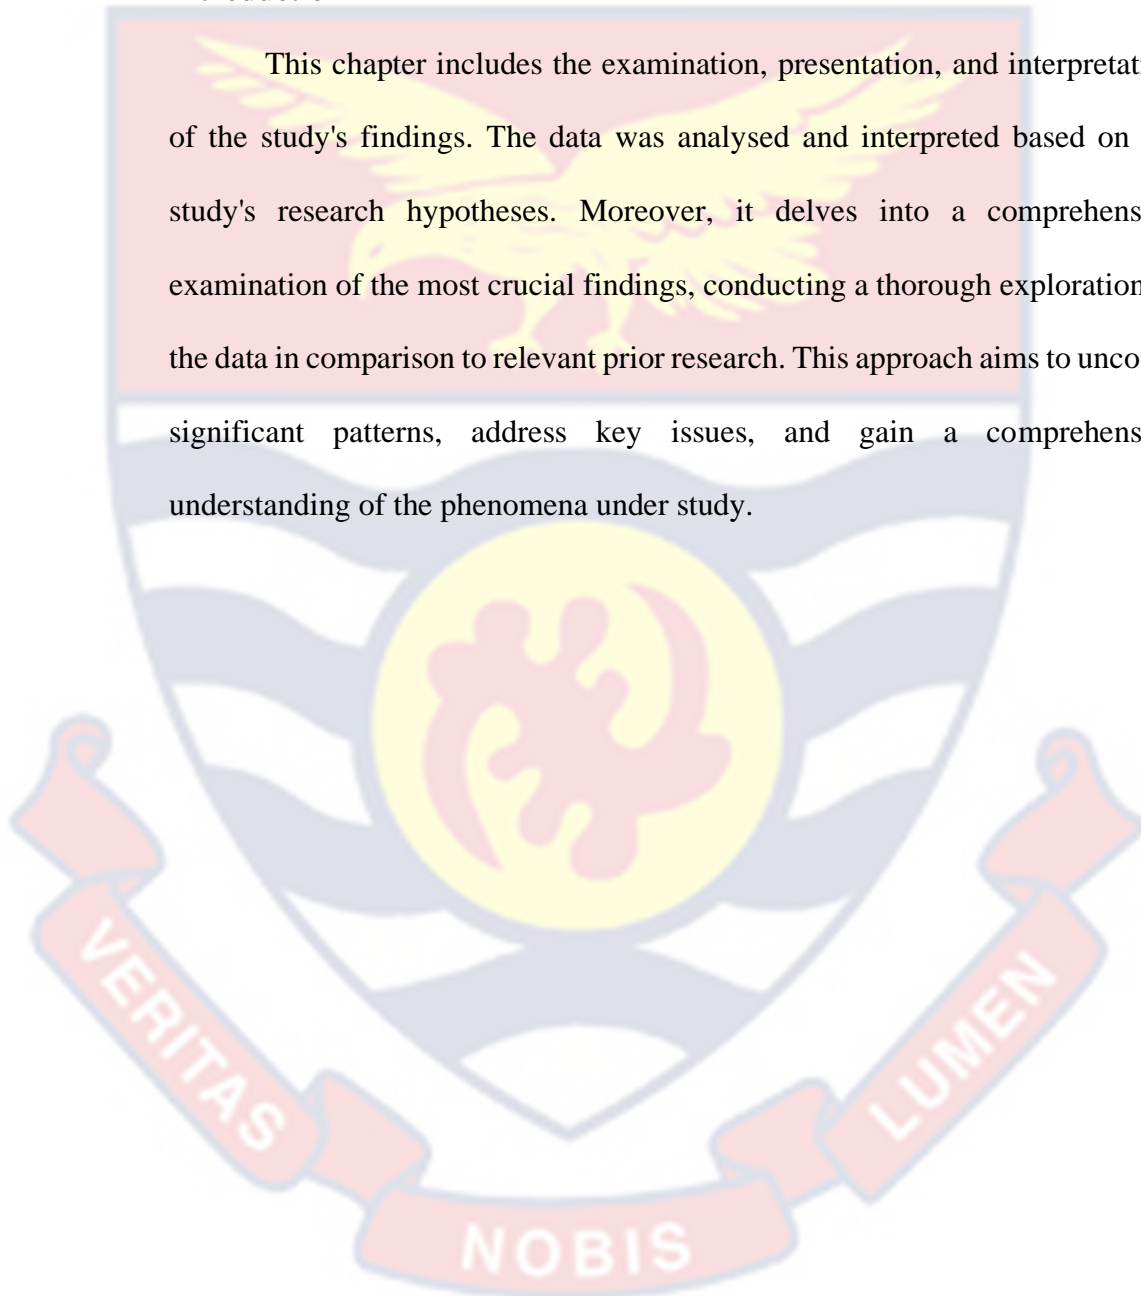 This chapter includes the examination, presentation, and interpretati
of the study's findings. The data was analysed and interpreted based on
study's research hypotheses. Moreover, it delves into a comprehens
examination of the most crucial findings, conducting a thorough exploration
the data in comparison to relevant prior research. This approach aims to unco
significant patterns, address key issues, and gain a comprehens
understanding of the phenomena under study.
VERITAS
NOBIS
LUMEN